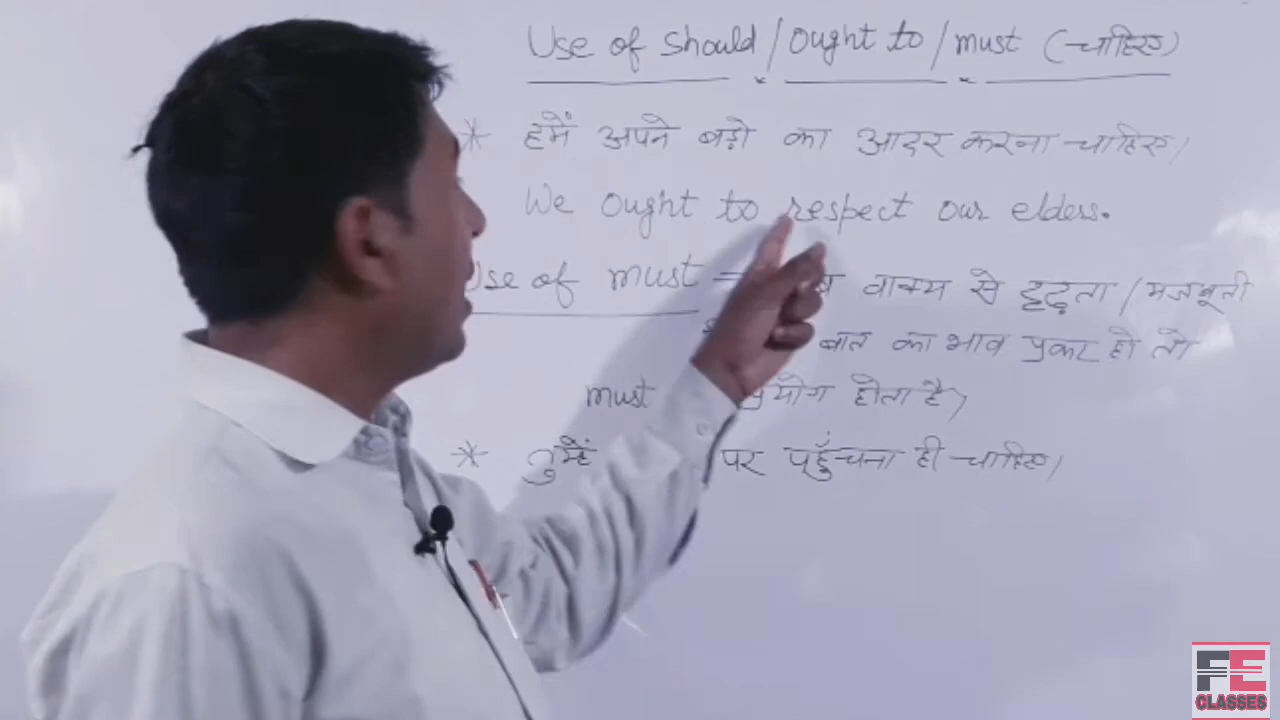 Use of should / ought to / must (चाहिए)
* हमें अपने बड़ो का आदर करना चाहिए।
We ought to respect our elders.
Use of must → वाक्य से दृढ़ता / मजबूती
बात का भाव प्रकट हो तो
must प्रयोग होता है।
* तुम्हें पर पहुँचना ही चाहिए।
FE
CLASSES